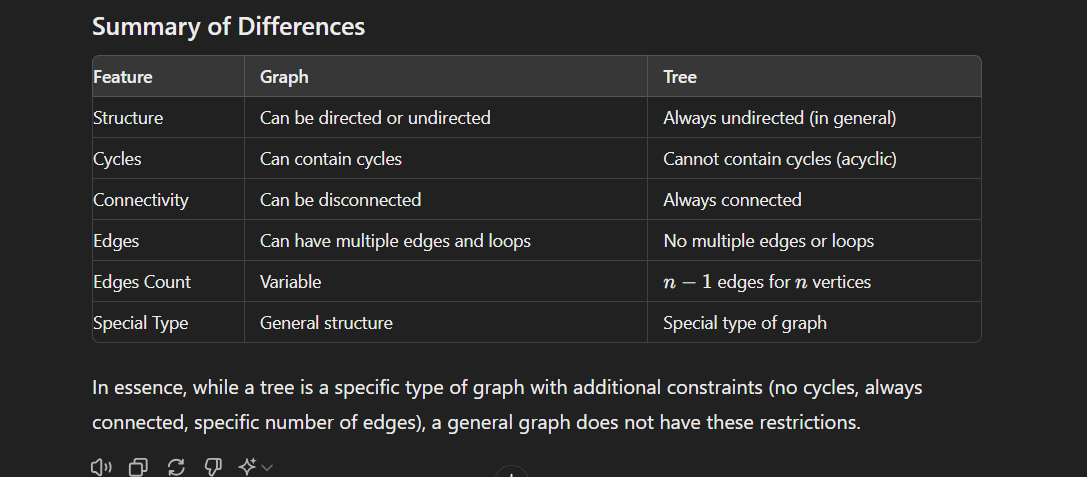 Summary of Differences
Feature Graph Tree
Structure Can be directed or undirected Always undirected (in general)
Cycles Can contain cycles Cannot contain cycles (acyclic)
Connectivity Can be disconnected Always connected
Edges Can have multiple edges and loops No multiple edges or loops
Edges Count Variable n − 1 edges for n vertices
Special Type General structure Special type of graph
In essence, while a tree is a specific type of graph with additional constraints (no cycles, always
connected, specific number of edges), a general graph does not have these restrictions.